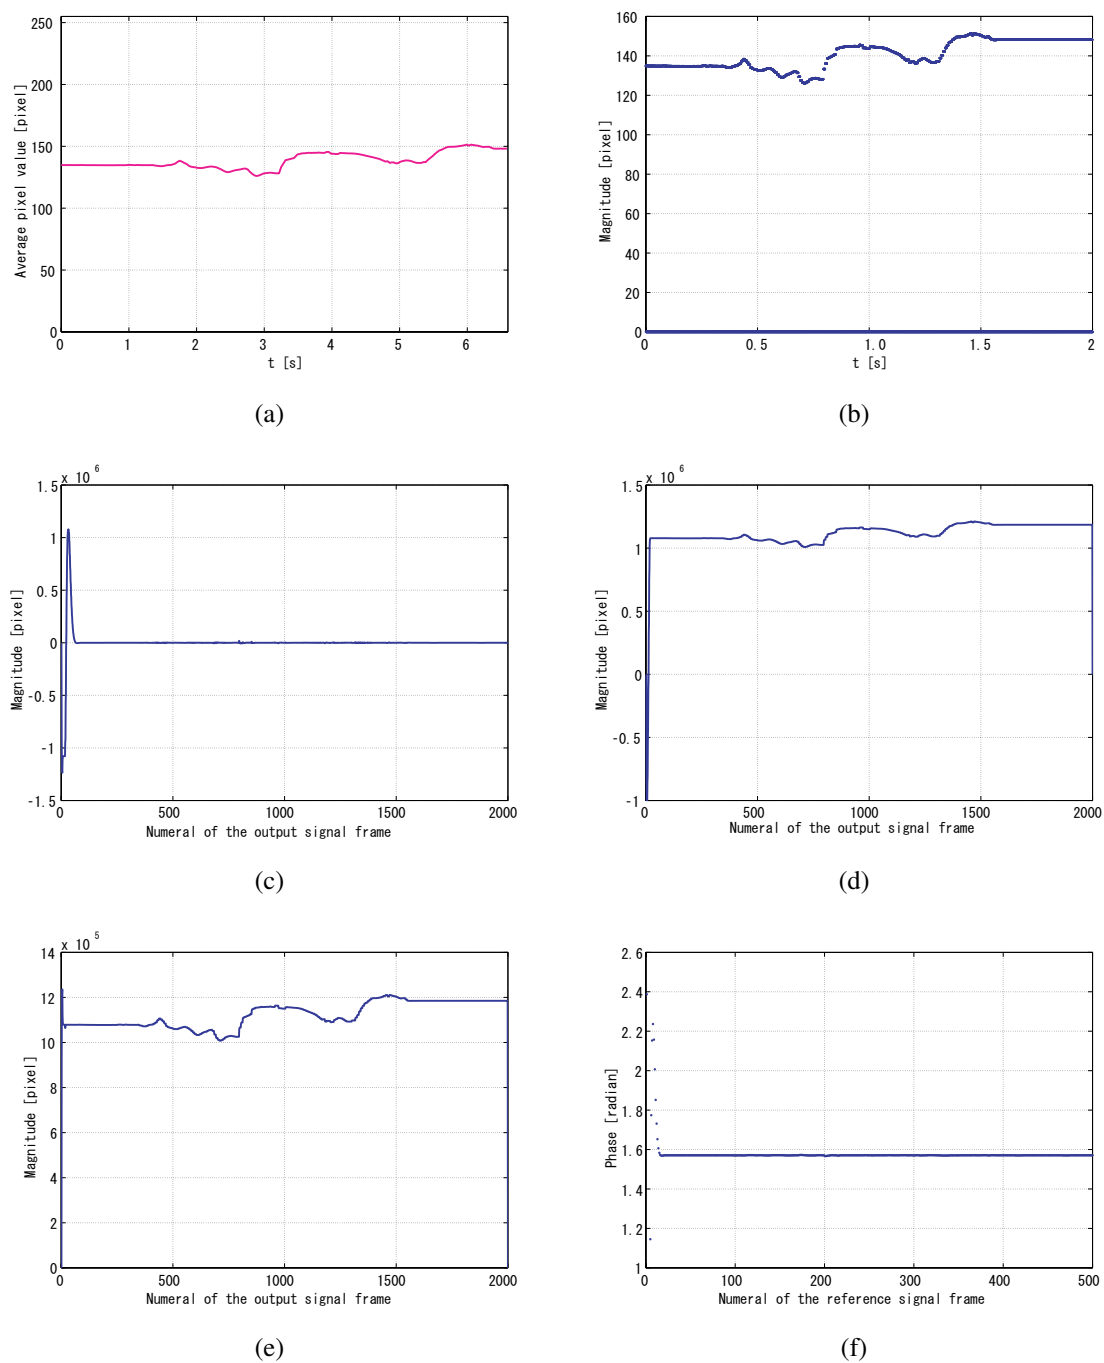 250
200
150
100
50
0
Average pixel value [pixel]
0 1 2 3 4 5 6
t [s]
(a)
160
140
120
100
80
60
40
20
0
Magnitude [pixel]
0 0.5 1.0 1.5 2
t [s]
(b)
x 10 6
1.5
1
0.5
0
-0.5
-1
-1.5
Magnitude [pixel]
0 500 1000 1500 2000
Numeral of the output signal frame
(c)
x 10 6
1.5
1
0.5
0
-0.5
-1
Magnitude [pixel]
0 500 1000 1500 2000
Numeral of the output signal frame
(d)
x 10 5
14
12
10
8
6
4
2
0
Magnitude [pixel]
0 500 1000 1500 2000
Numeral of the output signal frame
(e)
2.6
2.4
2.2
2
1.8
1.6
1.4
1.2
1
Phase [radian]
0 100 200 300 400 500
Numeral of the reference signal frame
(f)